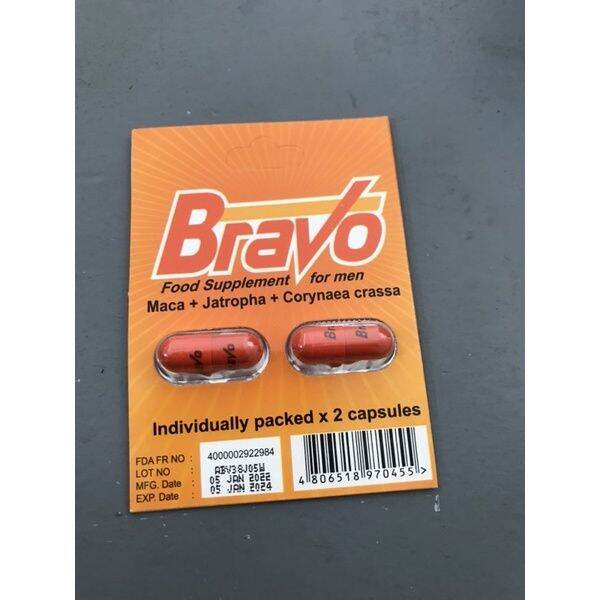 Bravo
Food Supplement for men
Maca + Jatropha + Corynaea crassa
Bravo
Bravo
Individually packed x 2 capsules
FDA FR NO : 4000002922984
LOT NO : ABV38J05W
MFG. Date : 05 JAN 2022
EXP. Date : 05 JAN 2024
4 806518 970455 >